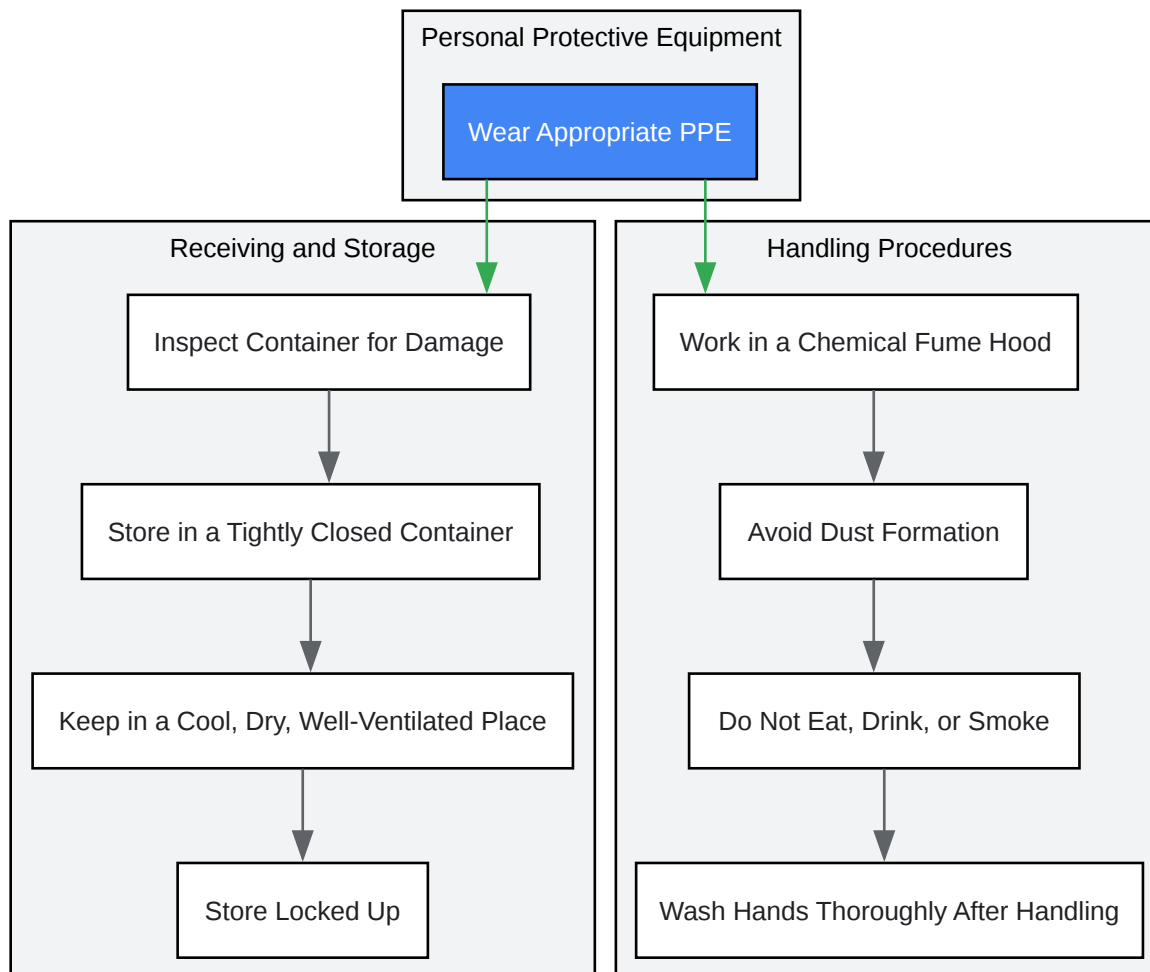 Personal Protective Equipment
Wear Appropriate PPE
Receiving and Storage
Inspect Container for Damage
Store in a Tightly Closed Container
Keep in a Cool, Dry, Well-Ventilated Place
Store Locked Up
Handling Procedures
Work in a Chemical Fume Hood
Avoid Dust Formation
Do Not Eat, Drink, or Smoke
Wash Hands Thoroughly After Handling